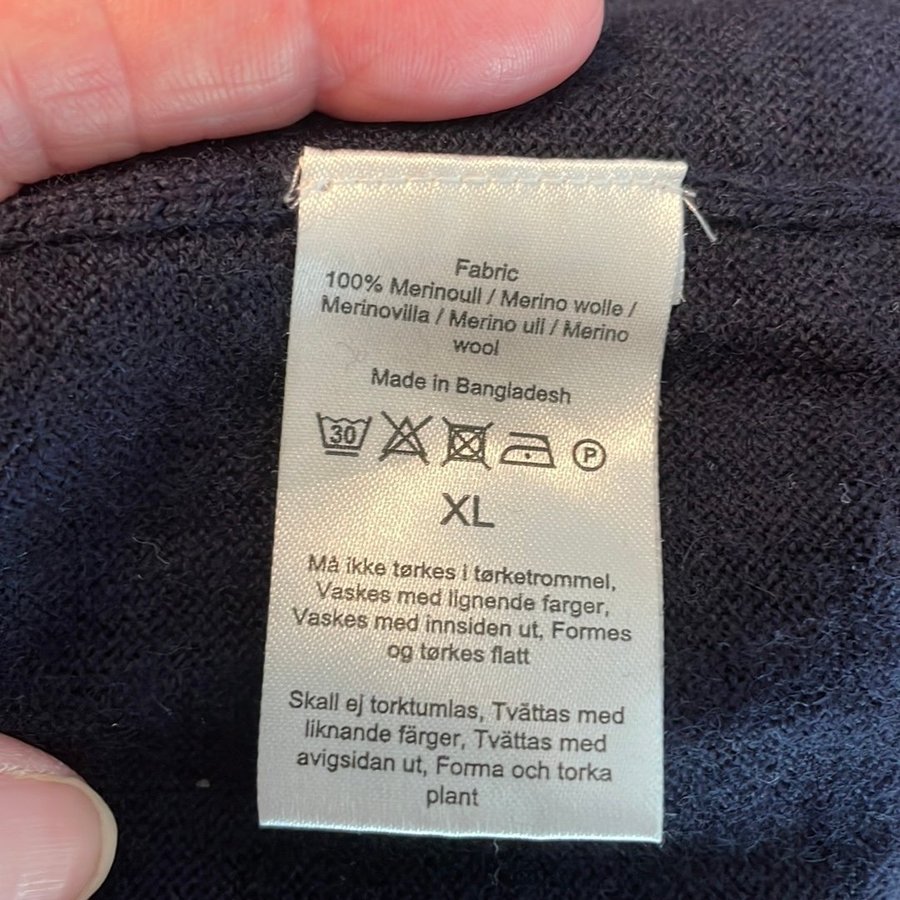 Fabric
100% Merinoull / Merino wolle /
Merinovilla / Merino ull / Merino
wool
Made in Bangladesh
30 P
XL
Må ikke tørkes i tørketrommel,
Vaskes med lignende farger,
Vaskes med innsiden ut, Formes
og tørkes flatt
Skall ej torktumlas, Tvättas med
liknande färger, Tvättas med
avigsidan ut, Forma och torka
plant